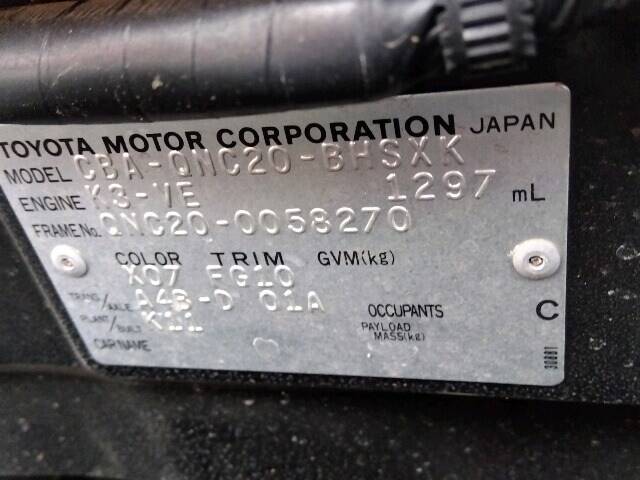 TOYOTA MOTOR CORPORATION JAPAN
MODEL CBA-QNC20-BHSXK
ENGINE K3-VE 1297 mL
FRAME No. QNC20-0058270
COLOR TRIM GVM(kg)
X07 FG10
TRANS/AXLE A4B-D 01A
OCCUPANTS C
PLANT/BUILT K11
PAYLOAD MASS(kg)
CAR NAME
30881